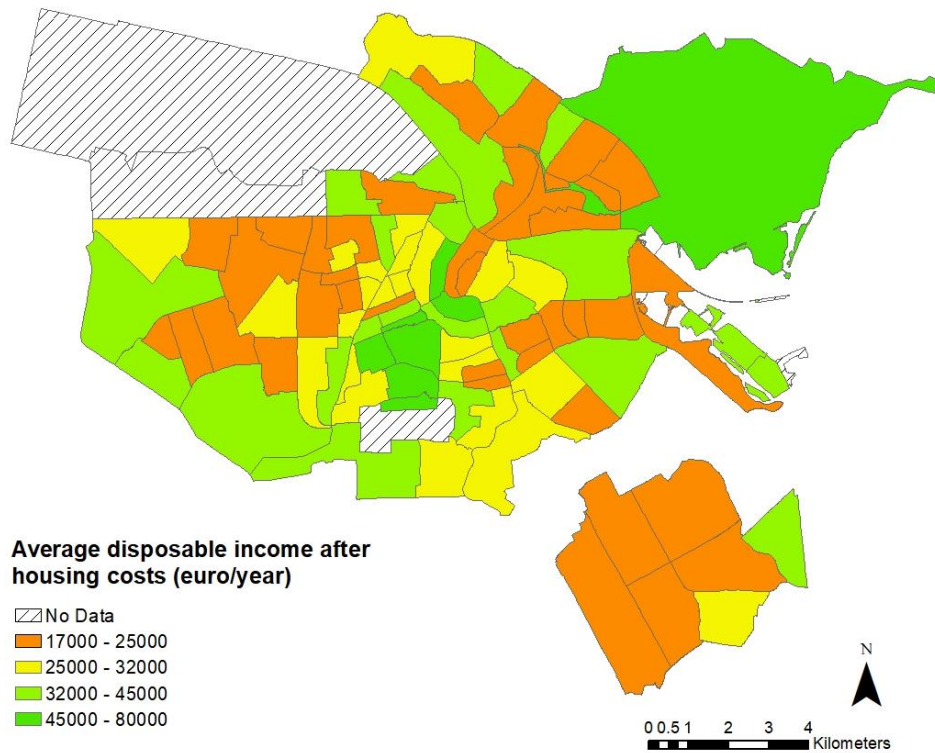 Average disposable income after
housing costs (euro/year)
No Data
17000 - 25000
25000 - 32000
32000 - 45000
45000 - 80000
N
0 0.5 1 2 3 4
Kilometers